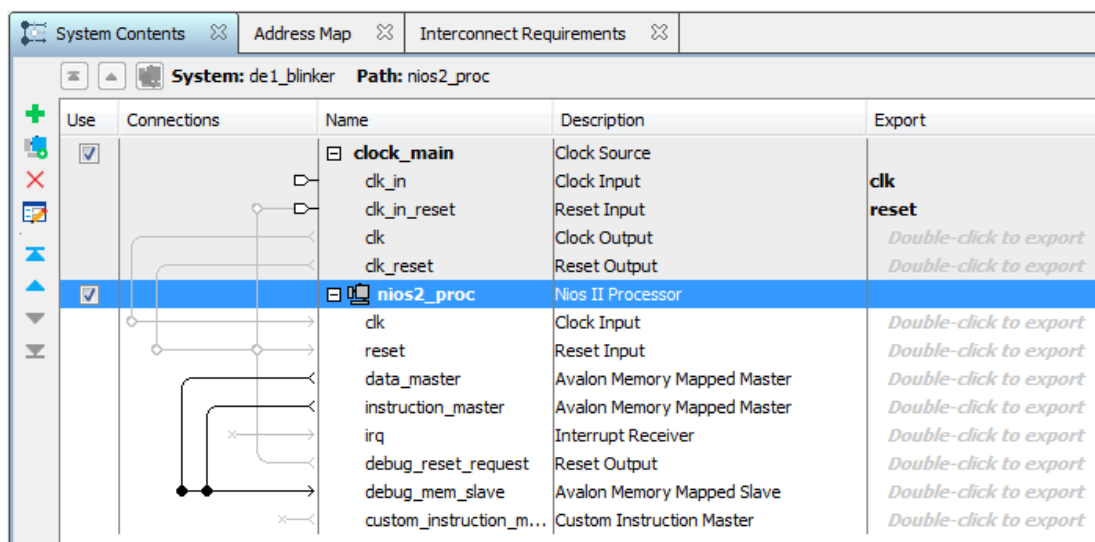 System Contents Address Map Interconnect Requirements
System: de1_blinker Path: nios2_proc
Use Connections Name Description Export
clock_main Clock Source
clk_in Clock Input clk
clk_in_reset Reset Input reset
clk Clock Output Double-click to export
clk_reset Reset Output Double-click to export
nios2_proc Nios II Processor
clk Clock Input Double-click to export
reset Reset Input Double-click to export
data_master Avalon Memory Mapped Master Double-click to export
instruction_master Avalon Memory Mapped Master Double-click to export
irq Interrupt Receiver Double-click to export
debug_reset_request Reset Output Double-click to export
debug_mem_slave Avalon Memory Mapped Slave Double-click to export
custom_instruction_m... Custom Instruction Master Double-click to export